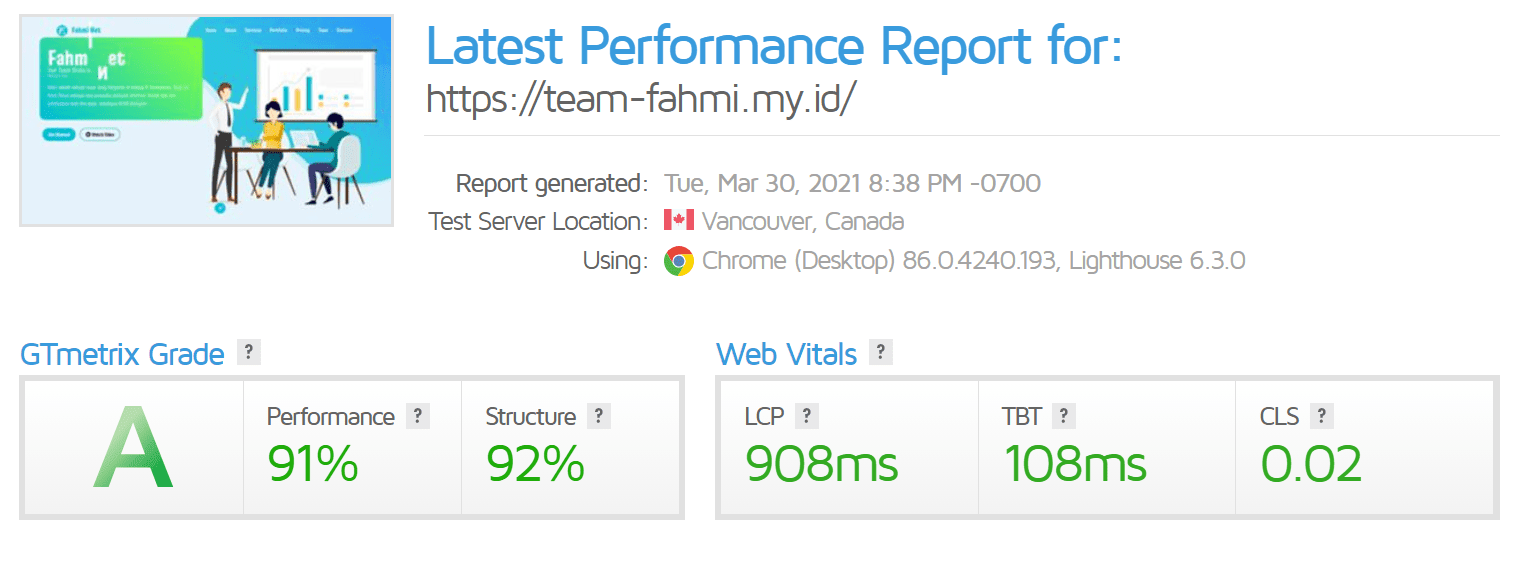 Fahmi Net
Home About Services Portfolio Pricing Team Contact
Fahm et
И
Get Started Watch Video
Latest Performance Report for:
https://team-fahmi.my.id/
Report generated: Tue, Mar 30, 2021 8:38 PM -0700
Test Server Location: Vancouver, Canada
Using: Chrome (Desktop) 86.0.4240.193, Lighthouse 6.3.0
GTmetrix Grade ?
A
Performance ?
91%
Structure ?
92%
Web Vitals ?
LCP ?
908ms
TBT ?
108ms
CLS ?
0.02